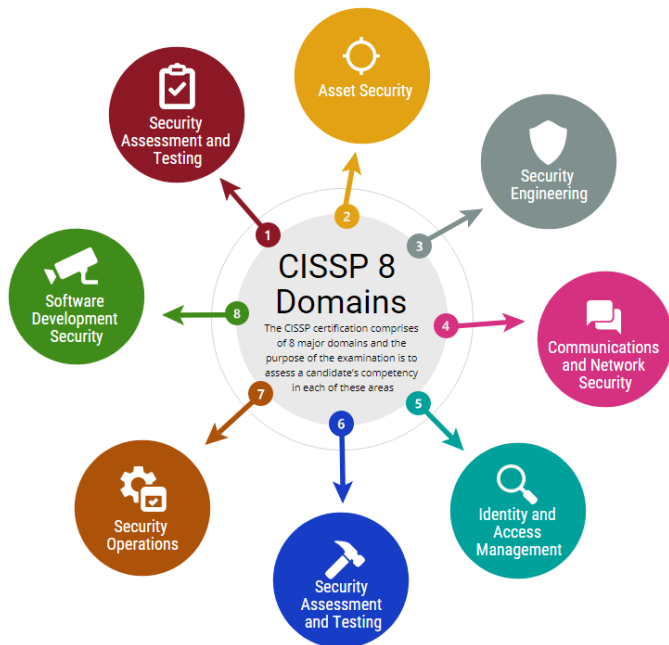 CISSP 8
Domains
The CISSP certification comprises
of 8 major domains and the
purpose of the examination is to
assess a candidate's competency
in each of these areas
1
Security
Assessment and
Testing
2
Asset Security
3
Security
Engineering
4
Communications
and Network
Security
5
Identity and
Access
Management
6
Security
Assessment
and Testing
7
Security
Operations
8
Software
Development
Security